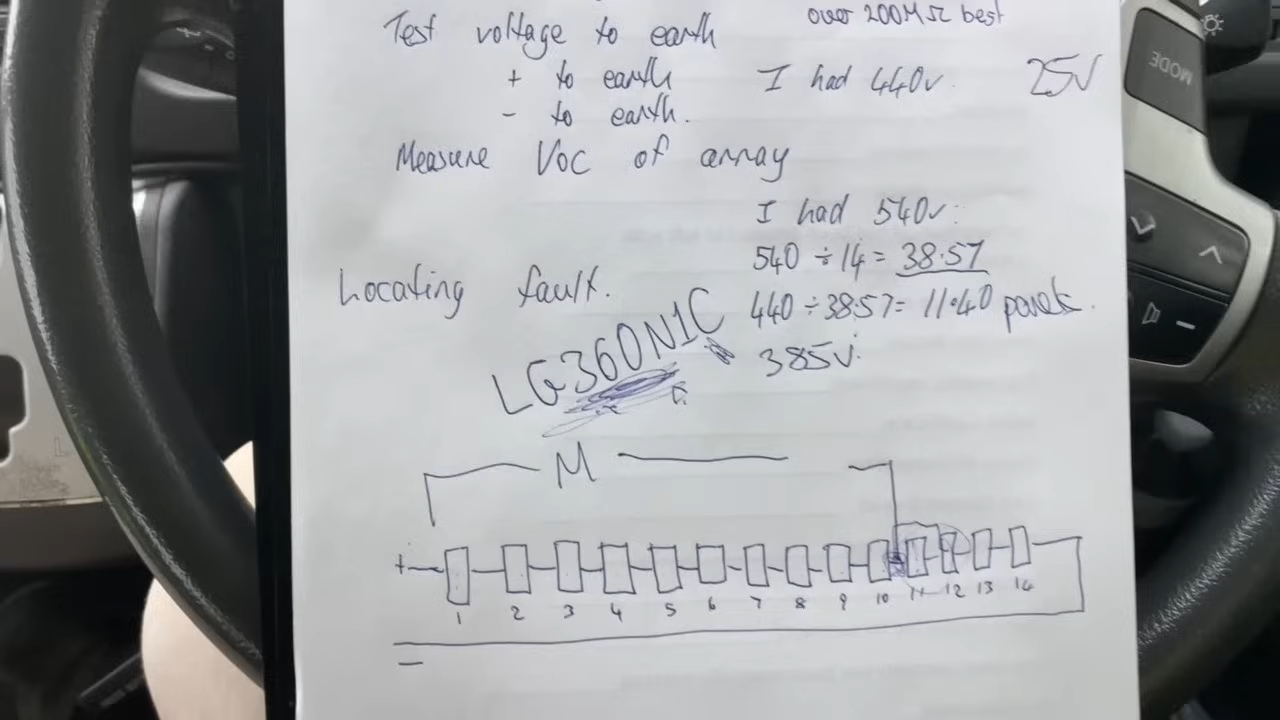 over 200MΩ best
Test voltage to earth
+ to earth I had 440v. 25V
- to earth.
Measure Voc of array
I had 540v.
540 ÷ 14 = 38.57
Locating fault.
440 ÷ 38.57 = 11.40 panels.
LG360N1C
385v.
M
+
1 2 3 4 5 6 7 8 9 10 11 12 13 14
-
MODE